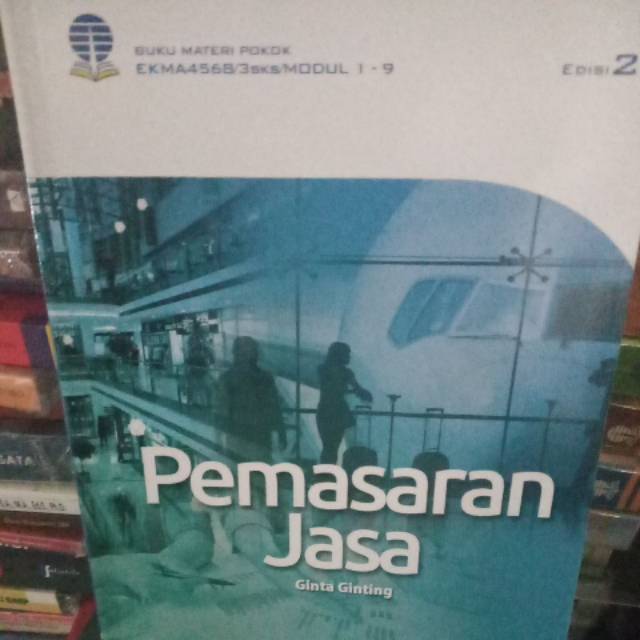 BUKU MATERI POKOK
EKMA4568/3sks/MODUL 1 - 9
EDISI 2
Pemasaran
Jasa
Ginta Ginting